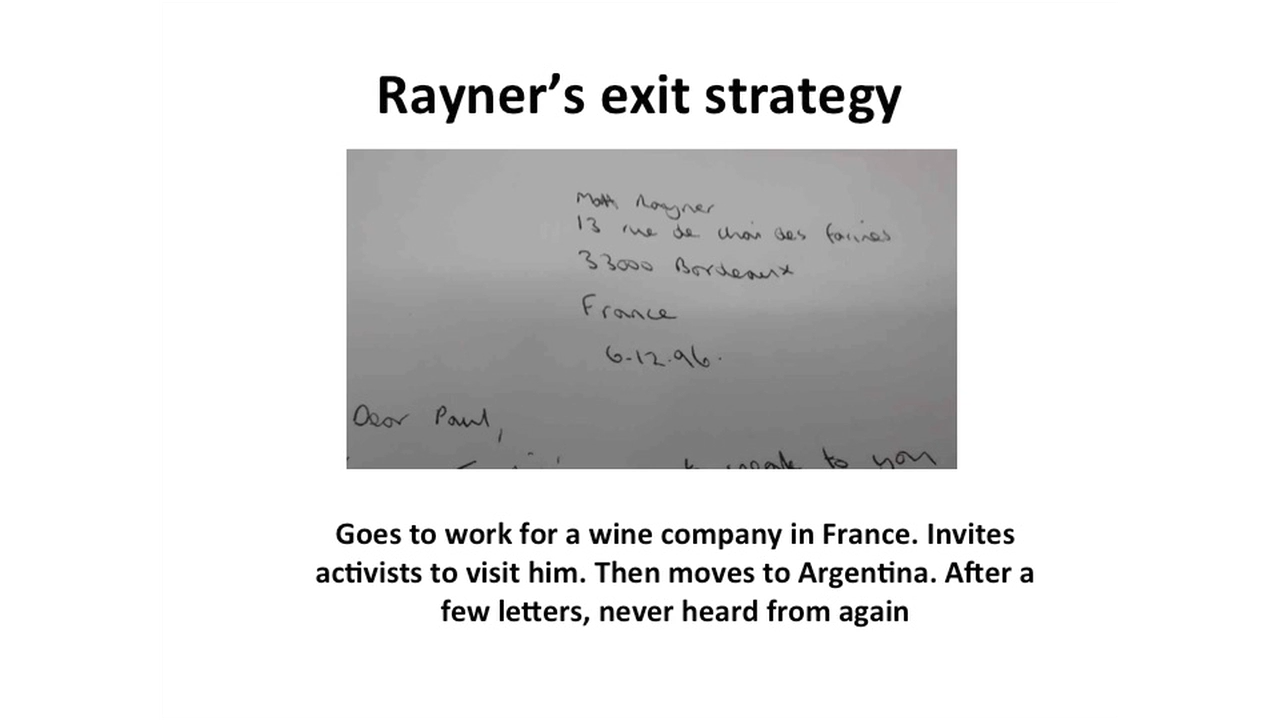 Rayner’s exit strategy
Matt Rayner
13 rue de chai des farines
33000 Bordeaux
France
6.12.96.
Dear Paul,
to you
Goes to work for a wine company in France. Invites
activists to visit him. Then moves to Argentina. After a
few letters, never heard from again